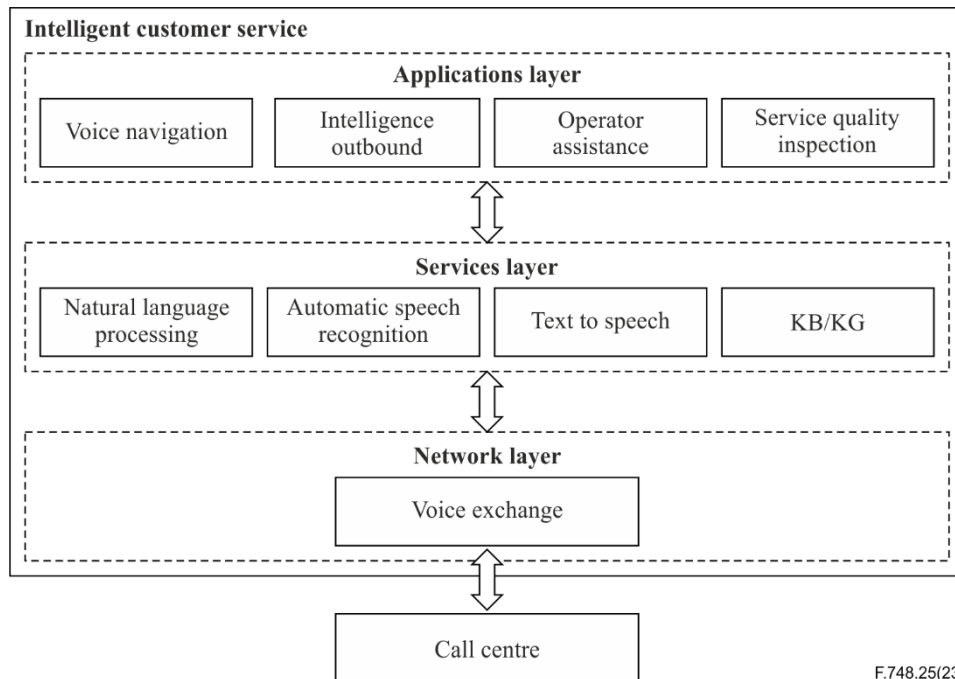 Intelligent customer service
Applications layer
Voice navigation
Intelligence
outbound
Operator
assistance
Service quality
inspection
Services layer
Natural language
processing
Automatic speech
recognition
Text to speech
KB/KG
Network layer
Voice exchange
Call centre
F.748.25(23